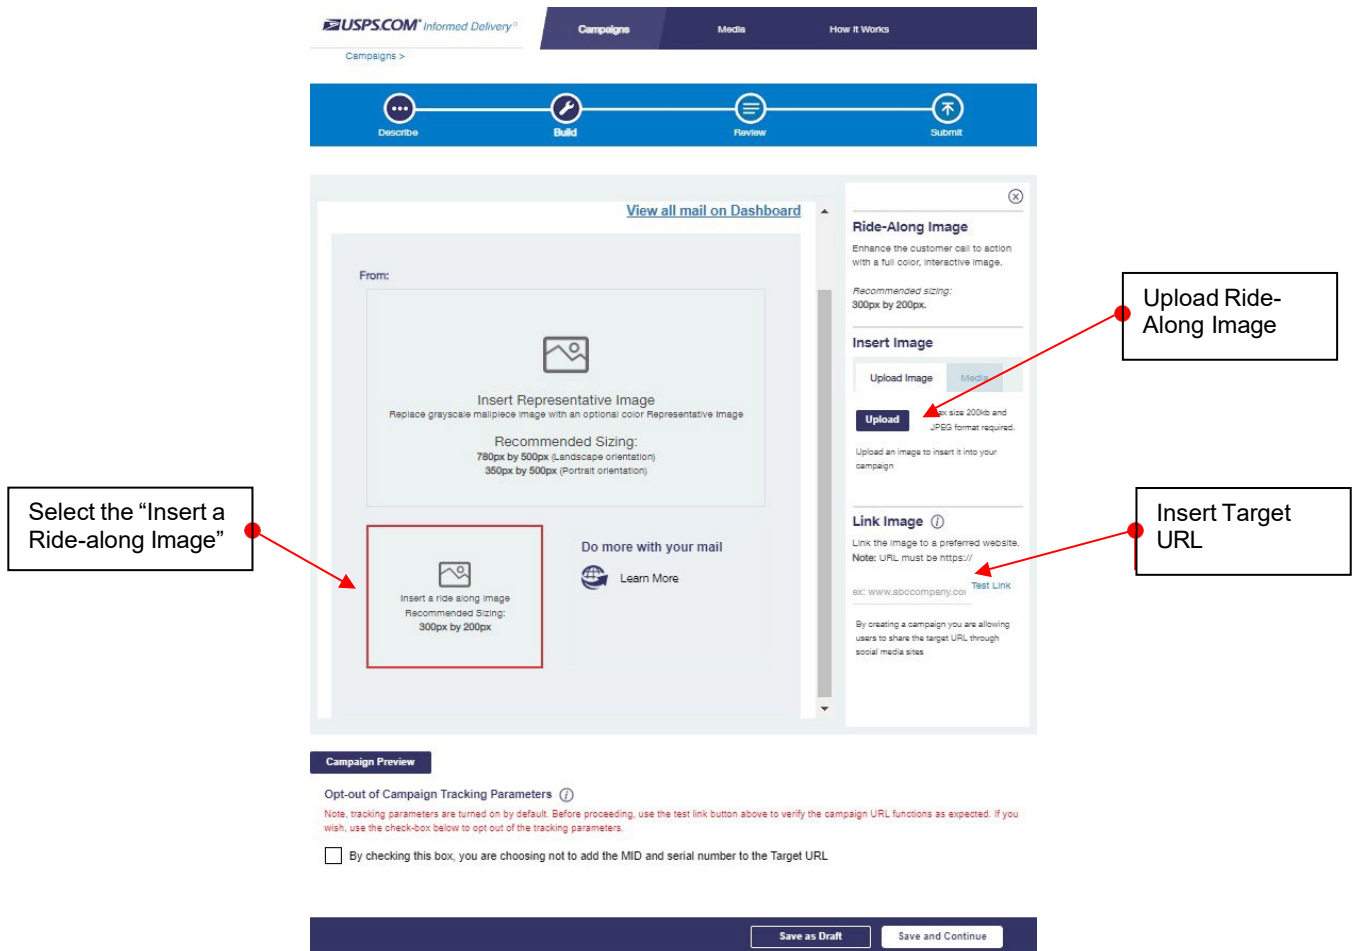 USPS.COM® Informed Delivery®
Campaigns
Media
How It Works
Campaigns >
Describe
Build
Review
Submit
View all mail on Dashboard
From:
Insert Representative Image
Replace grayscale mailpiece image with an optional color Representative Image
Recommended Sizing:
780px by 500px (Landscape orientation)
350px by 500px (Portrait orientation)
Insert a ride along image
Recommended Sizing:
300px by 200px
Do more with your mail
Learn More
Ride-Along Image
Enhance the customer call to action
with a full color, interactive image.
Recommended sizing:
300px by 200px.
Insert Image
Upload Image
Media
Upload
Max size 200kb and
JPEG format required.
Upload an image to insert it into your
campaign
Link Image
Link the image to a preferred website.
Note: URL must be https://
ex: www.abccompany.co
Test Link
By creating a campaign you are allowing
users to share the target URL through
social media sites
Upload Ride-
Along Image
Select the “Insert a
Ride-along Image”
Insert Target
URL
Campaign Preview
Opt-out of Campaign Tracking Parameters
Note, tracking parameters are turned on by default. Before proceeding, use the test link button above to verify the campaign URL functions as expected. If you
wish, use the check-box below to opt out of the tracking parameters.
By checking this box, you are choosing not to add the MID and serial number to the Target URL
Save as Draft
Save and Continue